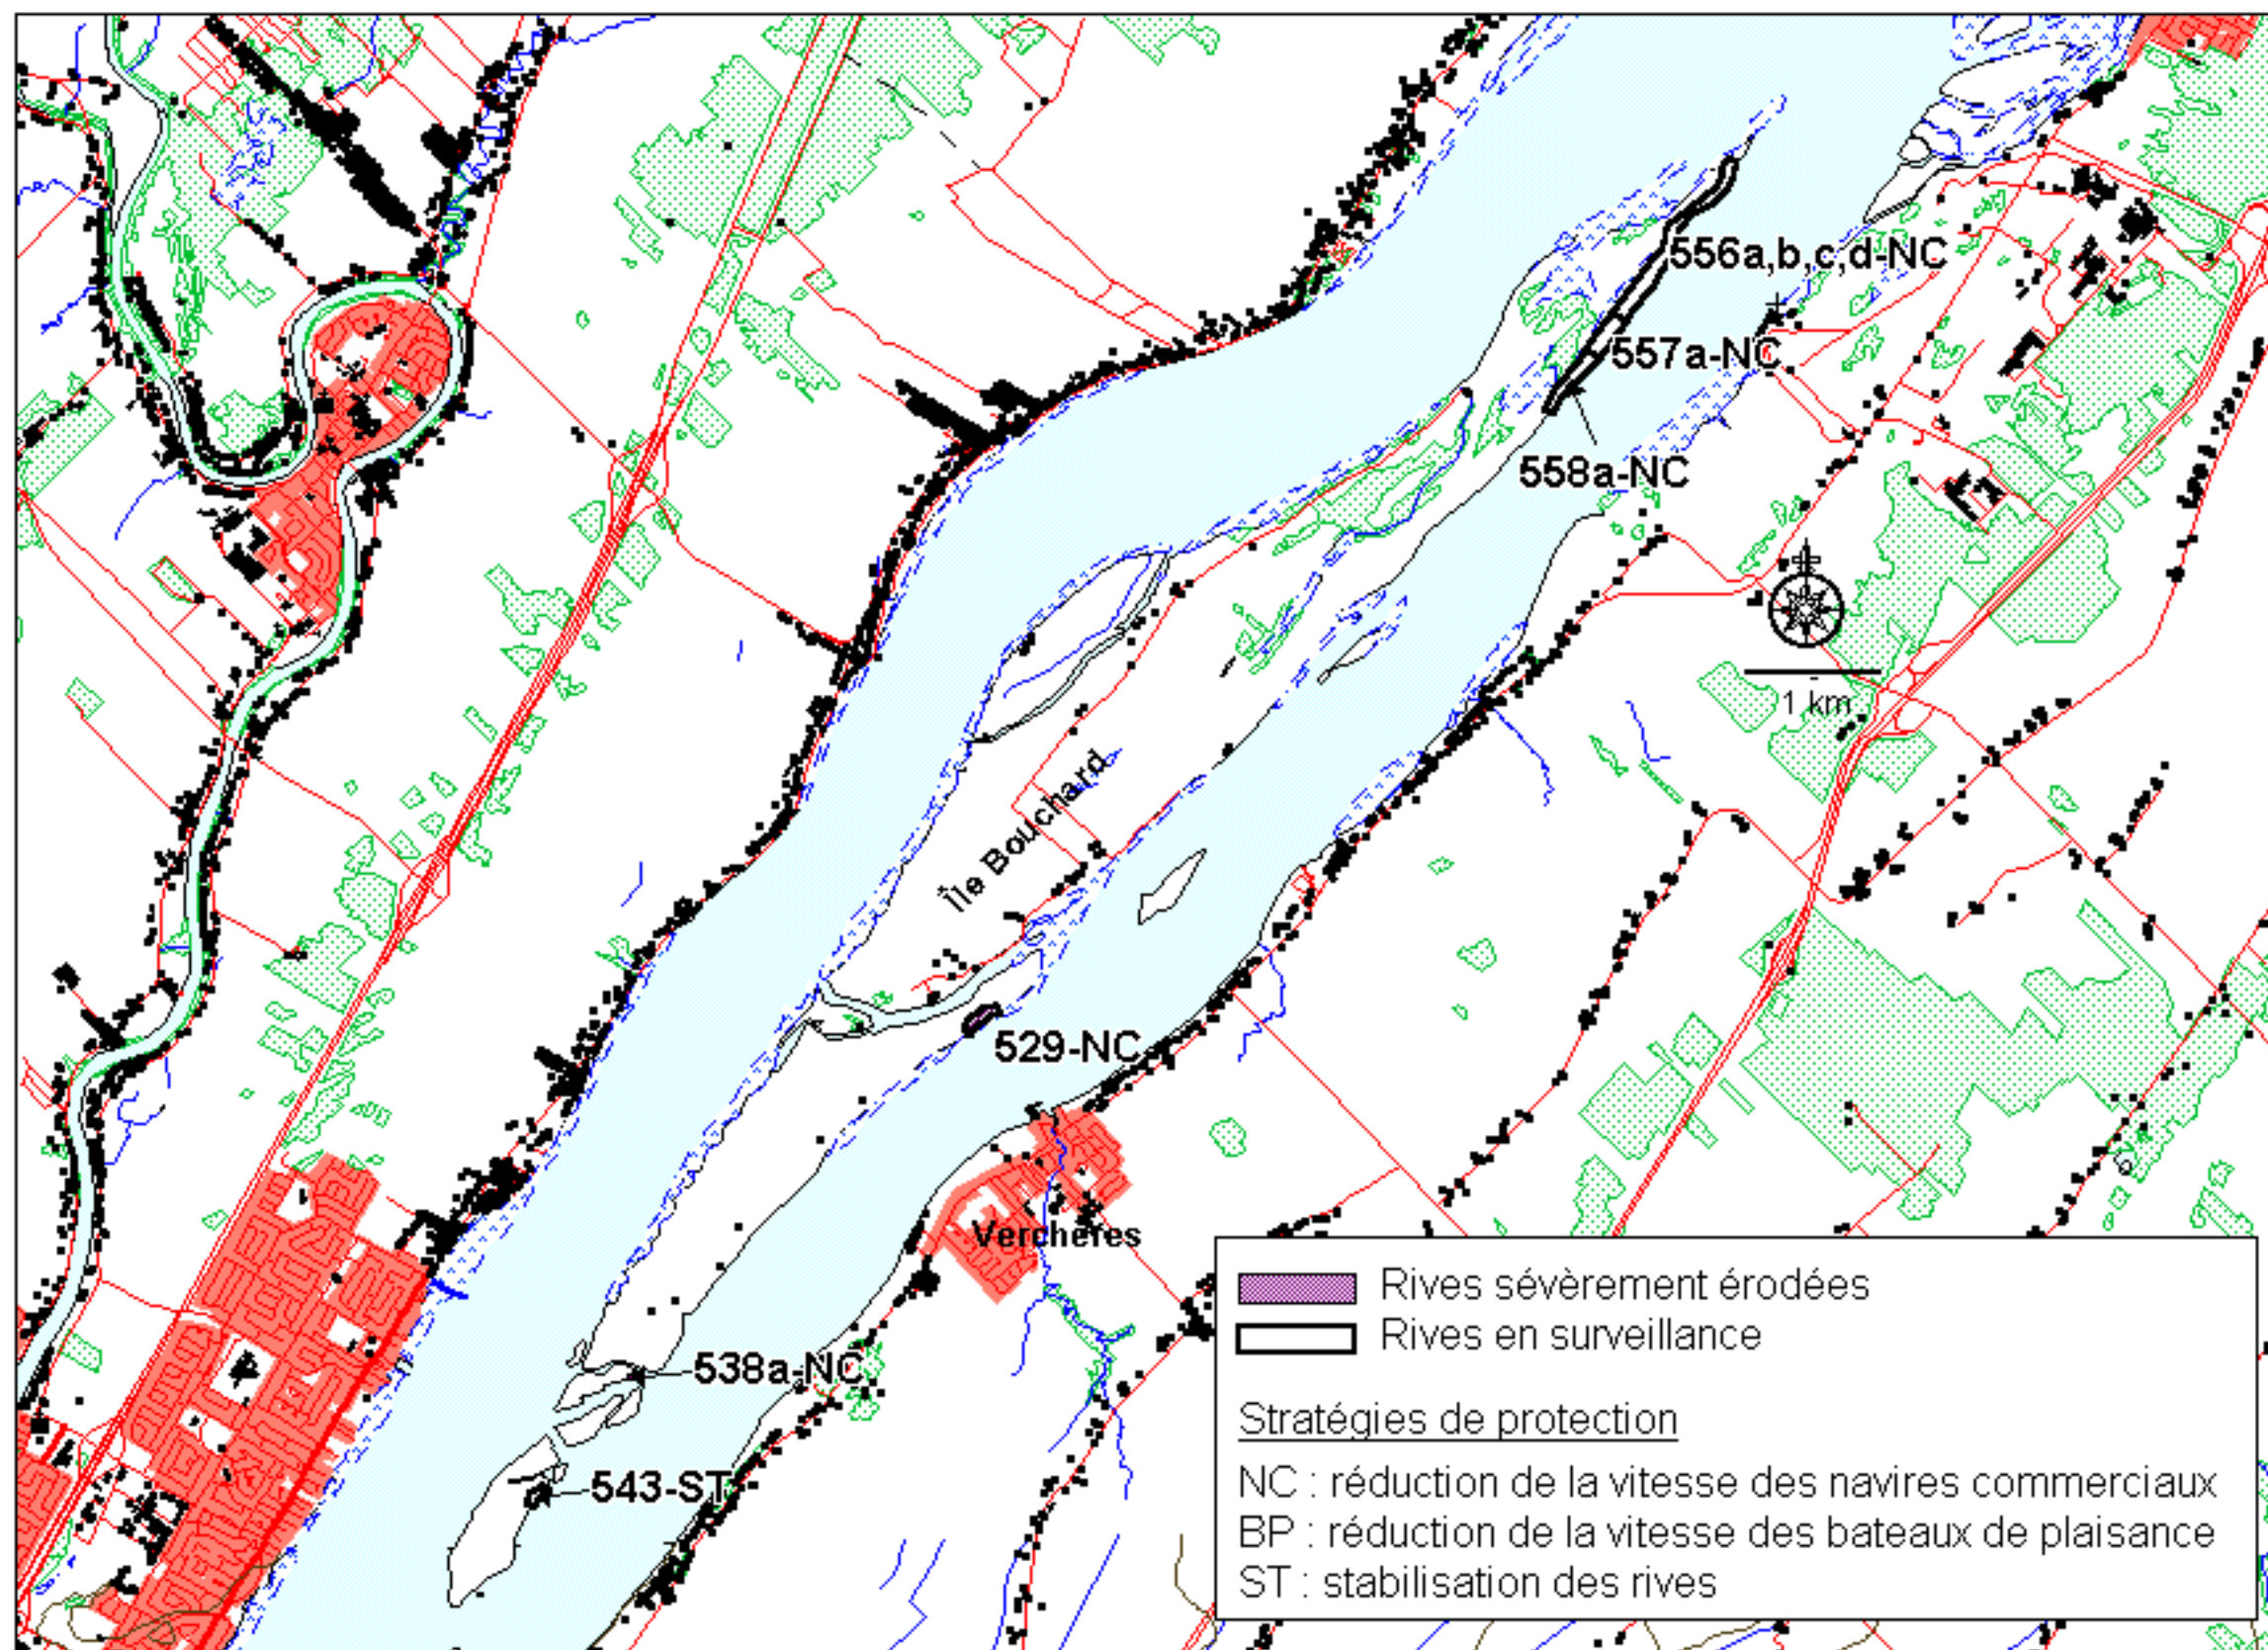 556a,b,c,d-NC
557a-NC
558a-NC
1 km
Île Bouchard
529-NC
Verchères
538a-NC
543-ST
Rives sévèrement érodées
Rives en surveillance
Stratégies de protection
NC : réduction de la vitesse des navires commerciaux
BP : réduction de la vitesse des bateaux de plaisance
ST : stabilisation des rives